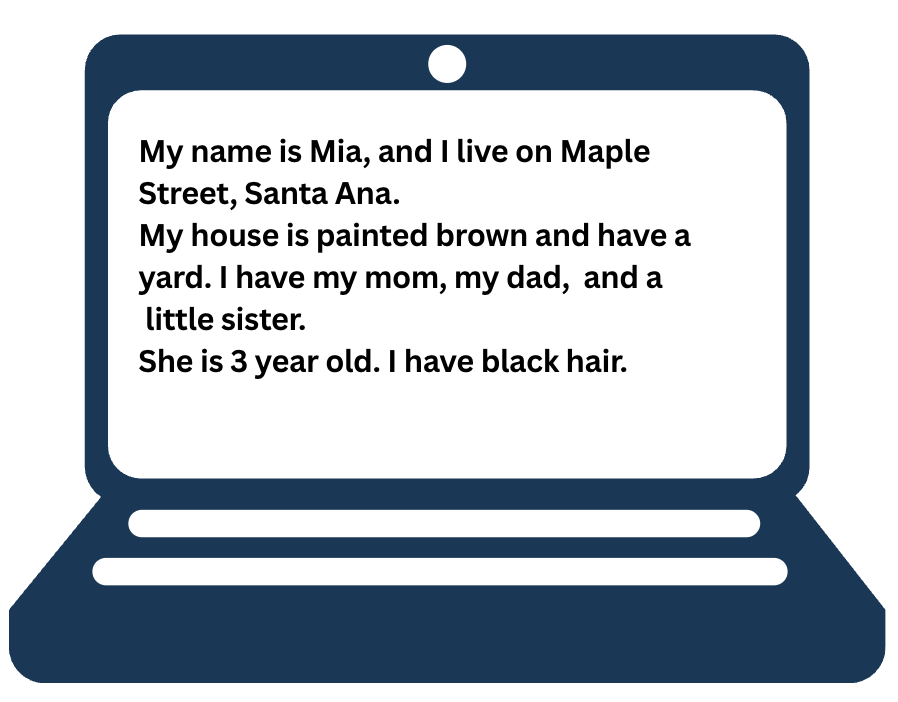 My name is Mia, and I live on Maple
Street, Santa Ana.
My house is painted brown and have a
yard. I have my mom, my dad,  and a
little sister.
She is 3 year old. I have black hair.